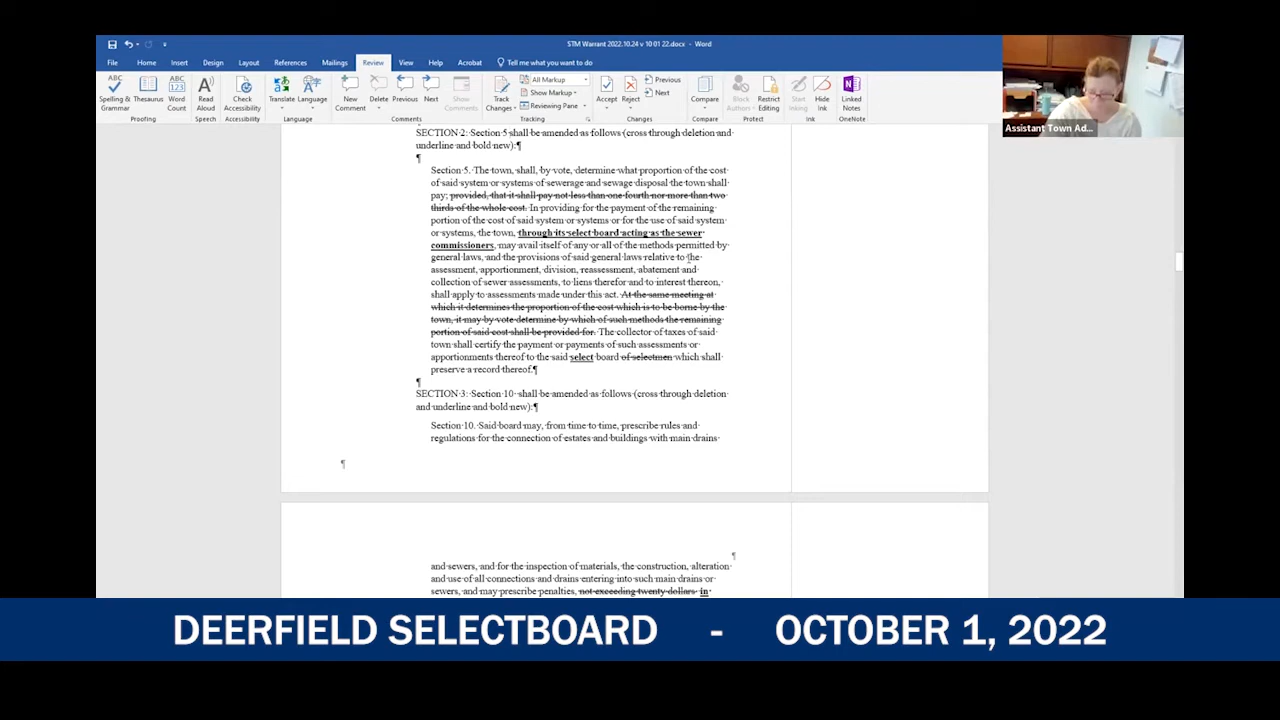 STM Warrant 2022.10.24 v 10 01 22.docx - Word
File Home Insert Design Layout References Mailings Review View Help Acrobat Tell me what you want to do
Spelling & Grammar
Thesaurus
Word Count
Proofing
Read Aloud
Speech
Check Accessibility
Accessibility
Translate
Language
Language
New Comment
Delete
Previous
Next
Show Comments
Comments
Track Changes
All Markup
Show Markup
Reviewing Pane
Tracking
Accept
Reject
Previous
Next
Changes
Compare
Compare
Block Authors
Restrict Editing
Protect
Start Inking
Hide Ink
Ink
Linked Notes
OneNote
Assistant Town Ad...
SECTION 2: Section 5 shall be amended as follows (cross through deletion and
underline and bold new):¶
¶
Section 5. The town, shall, by vote, determine what proportion of the cost
of said system or systems of sewerage and sewage disposal the town shall
pay; provided, that it shall pay not less than one fourth nor more than two
thirds of the whole cost. In providing for the payment of the remaining
portion of the cost of said system or systems or for the use of said system
or systems, the town, through its select board acting as the sewer
commissioners, may avail itself of any or all of the methods permitted by
general laws, and the provisions of said general laws relative to the
assessment, apportionment, division, reassessment, abatement and
collection of sewer assessments, to liens therefor and to interest thereon,
shall apply to assessments made under this act. At the same meeting at
which it determines the proportion of the cost which is to be borne by the
town, it may by vote determine by which of such methods the remaining
portion of said cost shall be provided for. The collector of taxes of said
town shall certify the payment or payments of such assessments or
apportionments thereof to the said select board of selectmen which shall
preserve a record thereof.¶
¶
SECTION 3: Section 10 shall be amended as follows (cross through deletion
and underline and bold new):¶
Section 10. Said board may, from time to time, prescribe rules and
regulations for the connection of estates and buildings with main drains
¶
¶
and sewers, and for the inspection of materials, the construction, alteration
and use of all connections and drains entering into such main drains or
sewers, and may prescribe penalties, not exceeding twenty dollars in
DEERFIELD SELECTBOARD - OCTOBER 1, 2022